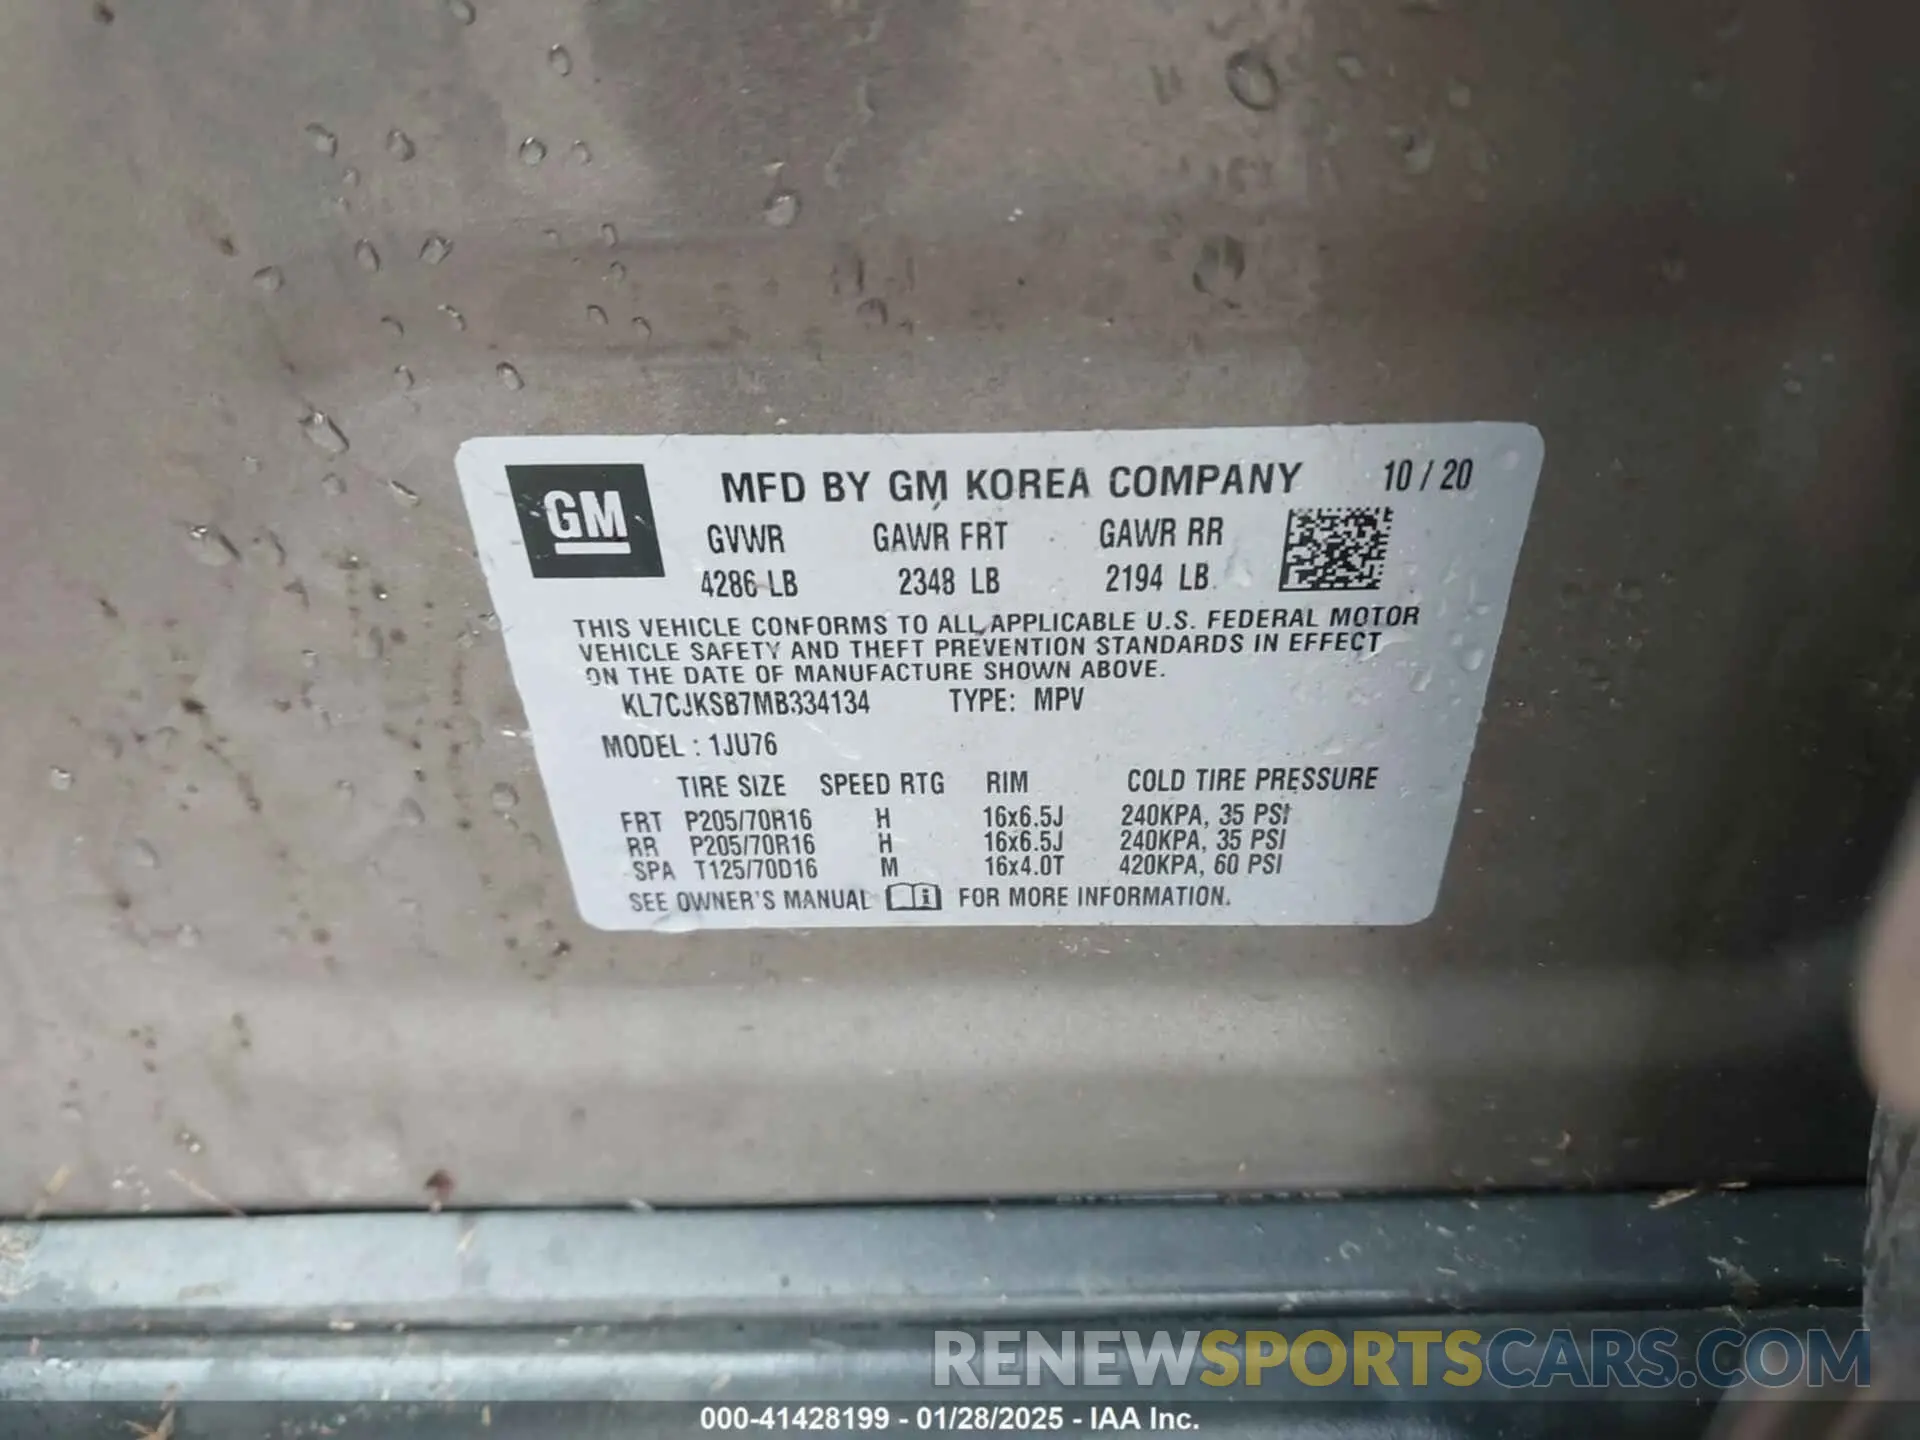 GM
MFD BY GM KOREA COMPANY 10 / 20
GVWR GAWR FRT GAWR RR
4286 LB 2348 LB 2194 LB
THIS VEHICLE CONFORMS TO ALL APPLICABLE U.S. FEDERAL MOTOR
VEHICLE SAFETY AND THEFT PREVENTION STANDARDS IN EFFECT
ON THE DATE OF MANUFACTURE SHOWN ABOVE.
KL7CJKSB7MB334134 TYPE: MPV
MODEL : 1JU76
TIRE SIZE SPEED RTG RIM COLD TIRE PRESSURE
FRT P205/70R16 H 16x6.5J 240KPA, 35 PSI
RR P205/70R16 H 16x6.5J 240KPA, 35 PSI
SPA T125/70D16 M 16x4.0T 420KPA, 60 PSI
SEE OWNER'S MANUAL i FOR MORE INFORMATION.
RENEWSPORTSCARS.COM
000-41428199 - 01/28/2025 - IAA Inc.